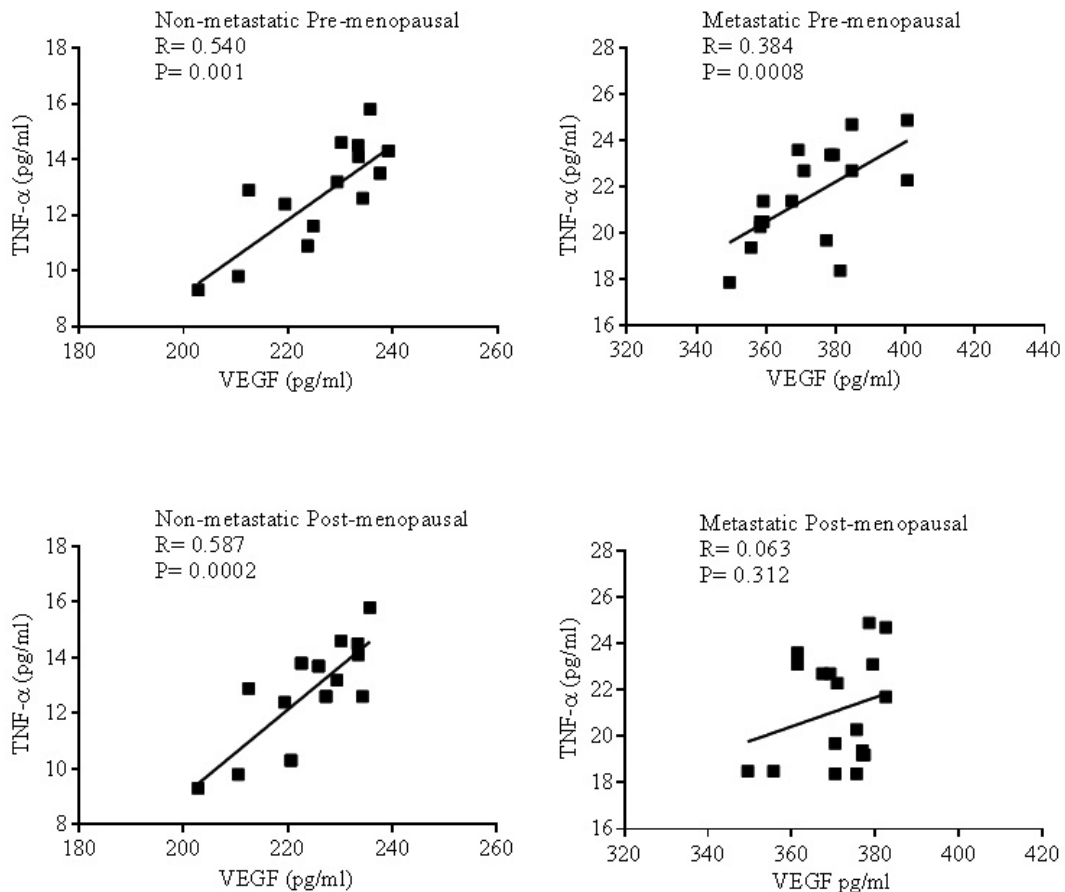 Non-metastatic Pre-menopausal
R= 0.540
P= 0.001
18
16
14
12
10
8
TNF-α (pg/ml)
180 200 220 240 260
VEGF (pg/ml)
Metastatic Pre-menopausal
R= 0.384
P= 0.0008
28
26
24
22
20
18
16
TNF-α (pg/ml)
320 340 360 380 400 420 440
VEGF (pg/ml)
Non-metastatic Post-menopausal
R= 0.587
P= 0.0002
18
16
14
12
10
8
TNF-α (pg/ml)
180 200 220 240 260
VEGF (pg/ml)
Metastatic Post-menopausal
R= 0.063
P= 0.312
28
26
24
22
20
18
16
TNF-α (pg/ml)
320 340 360 380 400 420
VEGF pg/ml